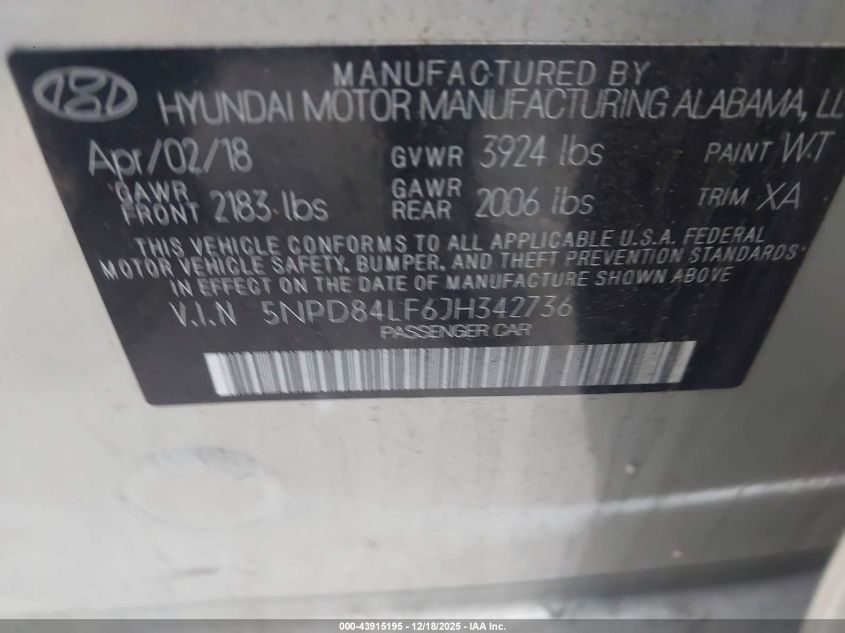 MANUFACTURED BY
HYUNDAI MOTOR MANUFACTURING ALABAMA, LL
Apr/02/18 GVWR 3924 lbs PAINT W.T
GAWR FRONT 2183 lbs GAWR REAR 2006 lbs TRIM XA
THIS VEHICLE CONFORMS TO ALL APPLICABLE U.S.A. FEDERAL
MOTOR VEHICLE SAFETY, BUMPER, AND THEFT PREVENTION STANDARDS
IN EFFECT ON THE DATE OF MANUFACTURE SHOWN ABOVE
V.I.N 5NPD84LF6JH342736
PASSENGER CAR
000-43915195 - 12/18/2025 - IAA Inc.